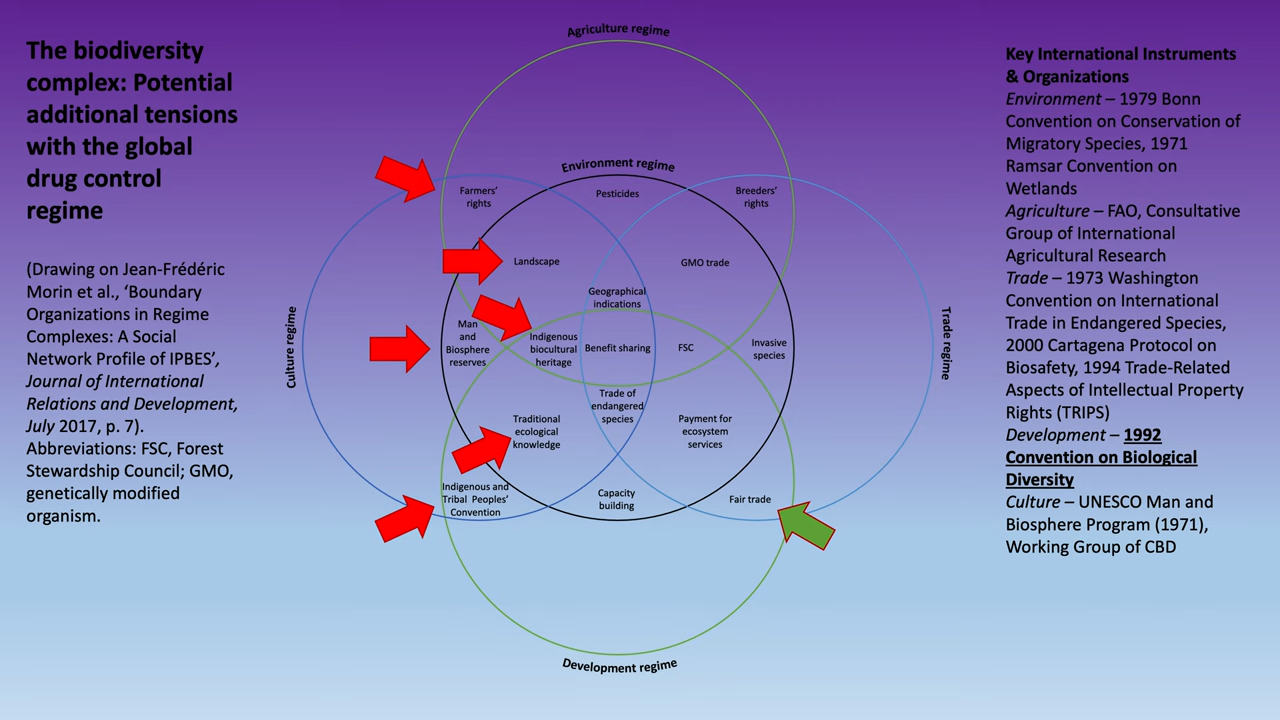 The biodiversity
complex: Potential
additional tensions
with the global
drug control
regime
(Drawing on Jean-Frédéric
Morin et al., ‘Boundary
Organizations in Regime
Complexes: A Social
Network Profile of IPBES’,
Journal of International
Relations and Development,
July 2017, p. 7).
Abbreviations: FSC, Forest
Stewardship Council; GMO,
genetically modified
organism.
Agriculture regime
Environment regime
Culture regime
Trade regime
Development regime
Farmers’
rights
Pesticides
Breeders’
rights
Landscape
GMO trade
Geographical
indications
Man
and
Biosphere
reserves
Indigenous
biocultural
heritage
Benefit sharing
FSC
Invasive
species
Trade of
endangered
species
Traditional
ecological
knowledge
Payment for
ecosystem
services
Indigenous and
Tribal Peoples’
Convention
Capacity
building
Fair trade
Key International Instruments
& Organizations
Environment – 1979 Bonn
Convention on Conservation of
Migratory Species, 1971
Ramsar Convention on
Wetlands
Agriculture – FAO, Consultative
Group of International
Agricultural Research
Trade – 1973 Washington
Convention on International
Trade in Endangered Species,
2000 Cartagena Protocol on
Biosafety, 1994 Trade-Related
Aspects of Intellectual Property
Rights (TRIPS)
Development – 1992
Convention on Biological
Diversity
Culture – UNESCO Man and
Biosphere Program (1971),
Working Group of CBD